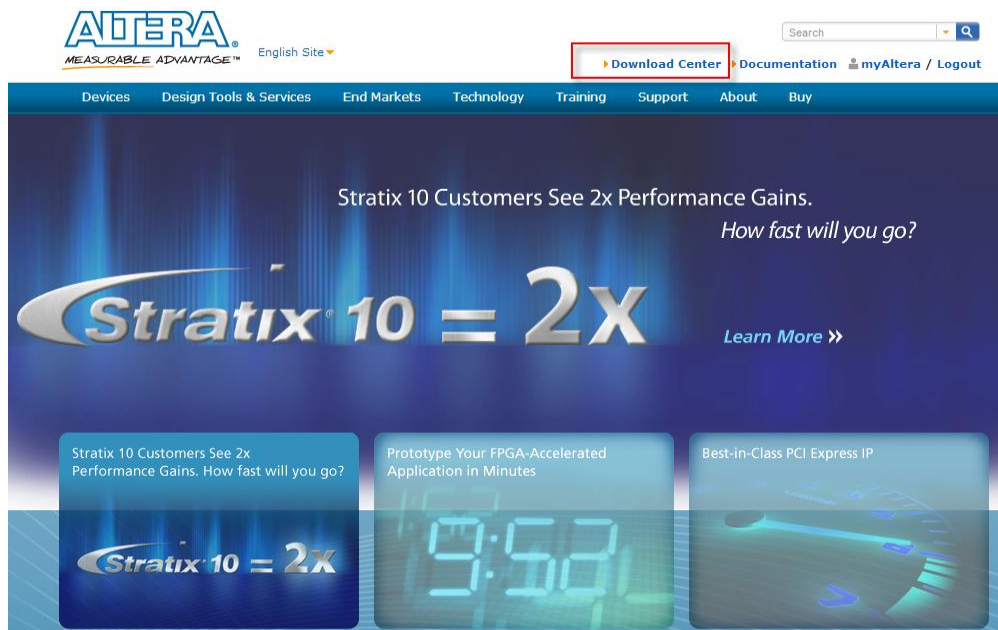 ALTERA®
MEASURABLE ADVANTAGE™
English Site
Search
Download Center
Documentation
myAltera / Logout
Devices
Design Tools & Services
End Markets
Technology
Training
Support
About
Buy
Stratix 10 Customers See 2x Performance Gains.
How fast will you go?
Stratix® 10 = 2x
Learn More »
Stratix 10 Customers See 2x
Performance Gains. How fast will you go?
Stratix 10 = 2x
Prototype Your FPGA-Accelerated
Application in Minutes
9:52
Best-in-Class PCI Express IP